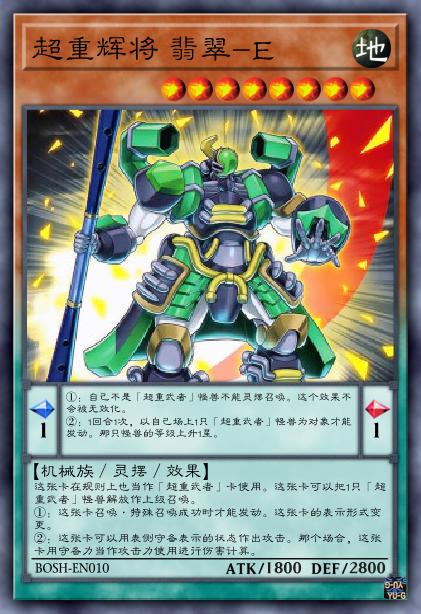 超重辉将 翡翠-E
地
①：自己不是「超重武者」怪兽不能灵摆召唤。这个效果不
会被无效化。
②：1回合1次，以自己场上1只「超重武者」怪兽为对象才能
发动。那只怪兽的等级上升1星。
1
1
【机械族／灵摆／效果】
这张卡在规则上也当作「超重武者」卡使用。这张卡可以把1只「超
重武者」怪兽解放作上级召唤。
①：这张卡召唤·特殊召唤成功时才能发动。这张卡的表示形式变
更。
②：这张卡可以用表侧守备表示的状态作出攻击。那个场合，这张
卡用守备力当作攻击力使用进行伤害计算。
BOSH-EN010
ATK/1800 DEF/2800